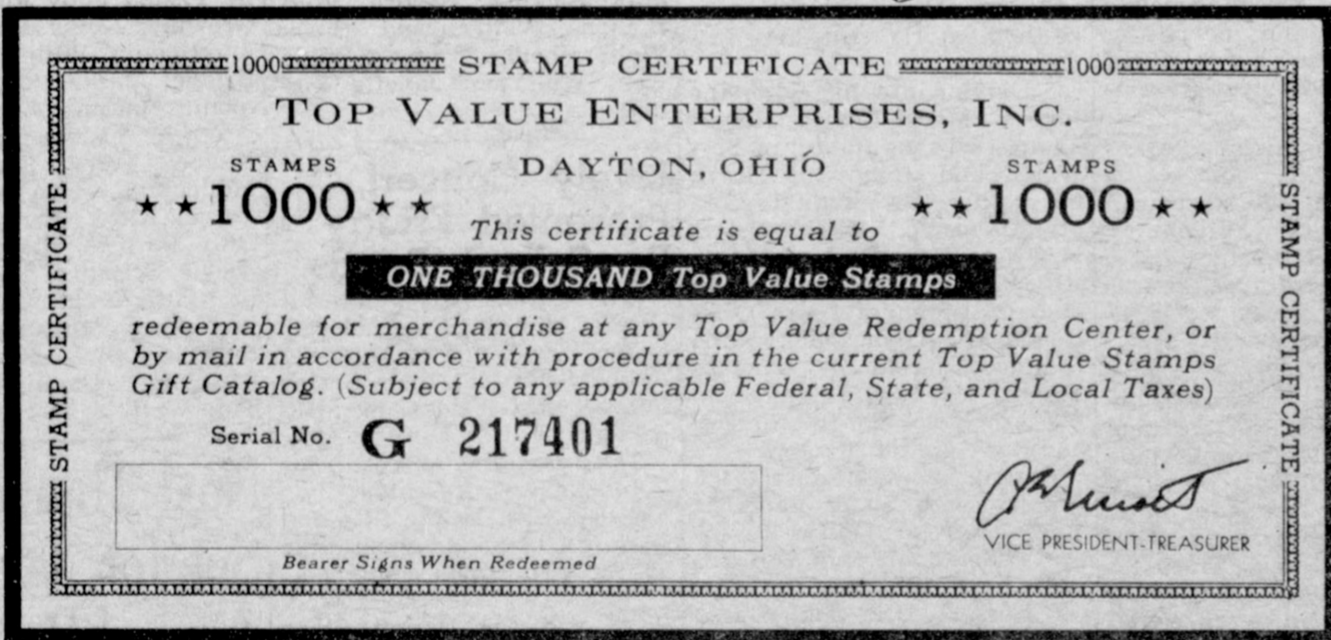 1000 STAMP CERTIFICATE 1000
TOP VALUE ENTERPRISES, INC.
DAYTON, OHIO
STAMPS
★ ★ 1000 ★ ★
STAMPS
★ ★ 1000 ★ ★
This certificate is equal to
ONE THOUSAND Top Value Stamps
redeemable for merchandise at any Top Value Redemption Center, or
by mail in accordance with procedure in the current Top Value Stamps
Gift Catalog. (Subject to any applicable Federal, State, and Local Taxes)
Serial No. G 217401
Bearer Signs When Redeemed
VICE PRESIDENT-TREASURER
STAMP CERTIFICATE
STAMP CERTIFICATE